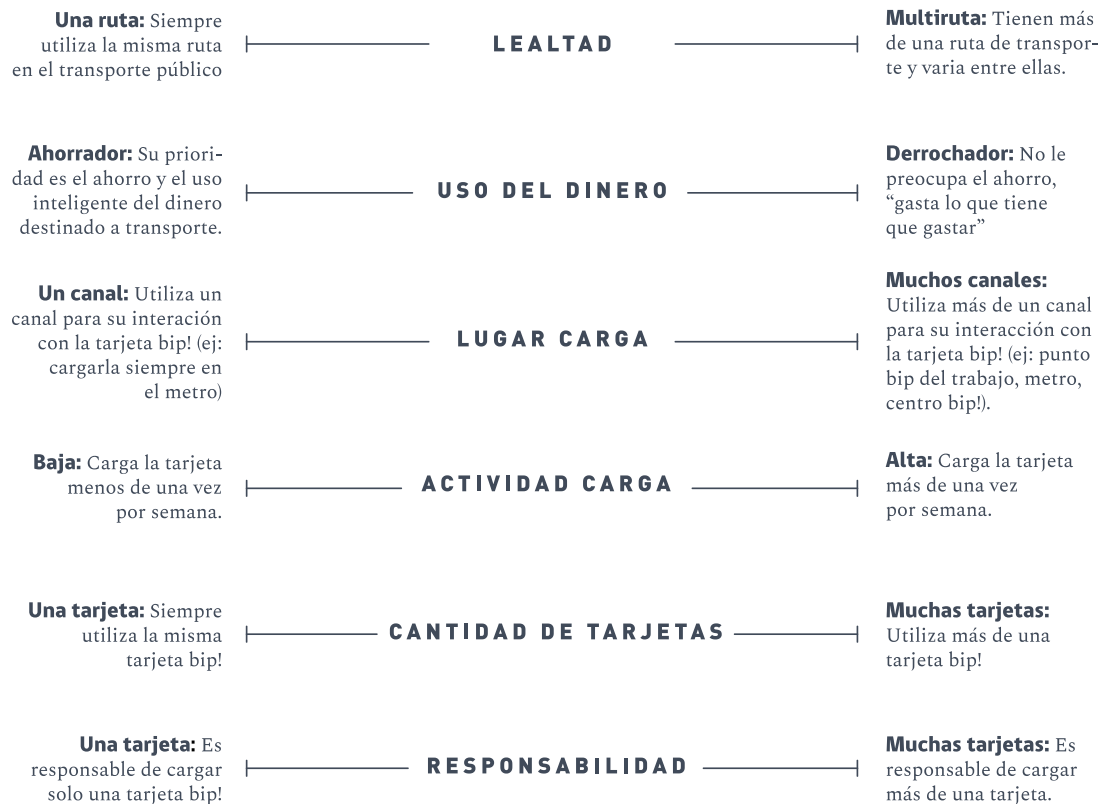 Una ruta: Siempre
utiliza la misma ruta
en el transporte público
LEALTAD
Multiruta: Tienen más
de una ruta de transpor-
te y varia entre ellas.
Ahorrador: Su priori-
dad es el ahorro y el uso
inteligente del dinero
destinado a transporte.
USO DEL DINERO
Derrochador: No le
preocupa el ahorro,
“gasta lo que tiene
que gastar”
Un canal: Utiliza un
canal para su interación
con la tarjeta bip! (ej:
cargarla siempre en
el metro)
LUGAR CARGA
Muchos canales:
Utiliza más de un canal
para su interacción con
la tarjeta bip! (ej: punto
bip del trabajo, metro,
centro bip!).
Baja: Carga la tarjeta
menos de una vez
por semana.
ACTIVIDAD CARGA
Alta: Carga la tarjeta
más de una vez
por semana.
Una tarjeta: Siempre
utiliza la misma
tarjeta bip!
CANTIDAD DE TARJETAS
Muchas tarjetas:
Utiliza más de una
tarjeta bip!
Una tarjeta: Es
responsable de cargar
solo una tarjeta bip!
RESPONSABILIDAD
Muchas tarjetas: Es
responsable de cargar
más de una tarjeta.